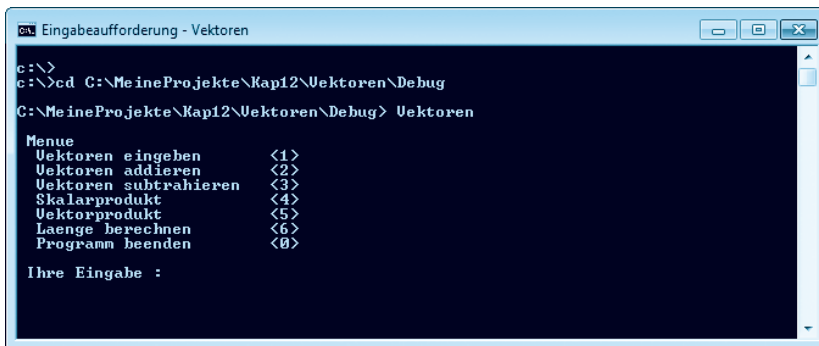 Eingabeaufforderung - Vektoren
c:\>
c:\>cd C:\MeineProjekte\Kap12\Vektoren\Debug
C:\MeineProjekte\Kap12\Vektoren\Debug> Vektoren
Menue
Vektoren eingeben <1>
Vektoren addieren <2>
Vektoren subtrahieren <3>
Skalarprodukt <4>
Vektorprodukt <5>
Laenge berechnen <6>
Programm beenden <0>
Ihre Eingabe :